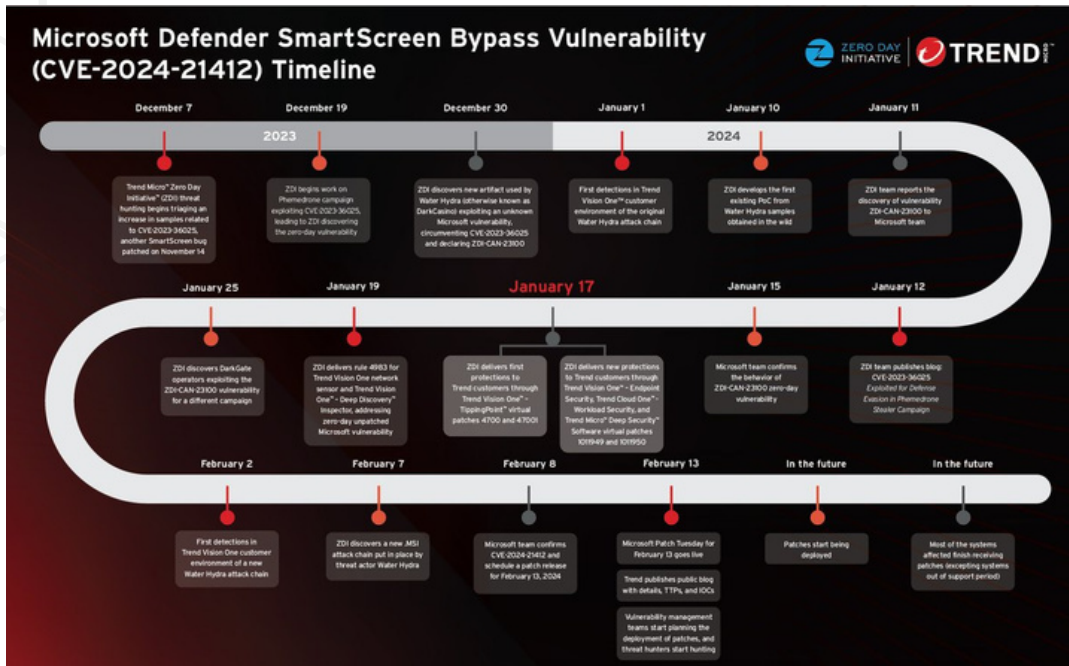 Microsoft Defender SmartScreen Bypass Vulnerability
(CVE-2024-21412) Timeline
ZERO DAY
INITIATIVE
TREND
MICRO™
December 7
December 19
December 30
January 1
January 10
January 11
2023
2024
Trend Micro™ Zero Day
Initiative™ (ZDI) threat
hunting begins triaging an
increase in samples related
to CVE-2023-36025,
another SmartScreen bug
patched on November 14
ZDI begins work on
Phemedrone campaign
exploiting CVE-2023-36025,
leading to ZDI discovering
the zero-day vulnerability
ZDI discovers new artifact used by
Water Hydra (otherwise known as
DarkCasino) exploiting an unknown
Microsoft vulnerability,
circumventing CVE-2023-36025
and declaring ZDI-CAN-23100
First detections in Trend
Vision One™ customer
environment of the original
Water Hydra attack chain
ZDI develops the first
existing PoC from
Water Hydra samples
obtained in the wild
ZDI team reports the
discovery of vulnerability
ZDI-CAN-23100 to
Microsoft team
January 25
January 19
January 17
January 15
January 12
ZDI discovers DarkGate
operators exploiting the
ZDI-CAN-23100 vulnerability
for a different campaign
ZDI delivers rule 4983 for
Trend Vision One network
sensor and Trend Vision
One™ - Deep Discovery™
Inspector, addressing
zero-day unpatched
Microsoft vulnerability
ZDI delivers first
protections to
Trend customers through
Trend Vision One™ -
TippingPoint™ virtual
patches 4700 and 47001
ZDI delivers new protections
to Trend customers through
Trend Vision One™ - Endpoint
Security, Trend Cloud One™-
Workload Security, and
Trend Micro™ Deep Security™
Software virtual patches
1011949 and 1011950
Microsoft team confirms
the behavior of
ZDI-CAN-23100 zero-day
vulnerability
ZDI team publishes blog:
CVE-2023-36025
Exploited for Defense
Evasion in Phemedrone
Stealer Campaign
February 2
February 7
February 8
February 13
In the future
In the future
First detections in
Trend Vision One customer
environment of a new
Water Hydra attack chain
ZDI discovers a new .MSI
attack chain put in place by
threat actor Water Hydra
Microsoft team confirms
CVE-2024-21412 and
schedule a patch release
for February 13, 2024
Microsoft Patch Tuesday for
February 13 goes live
Trend publishes public blog
with details, TTPs, and IOCs
Vulnerability management
teams start planning the
deployment of patches, and
threat hunters start hunting
Patches start being
deployed
Most of the systems
affected finish receiving
patches (excepting systems
out of support period)